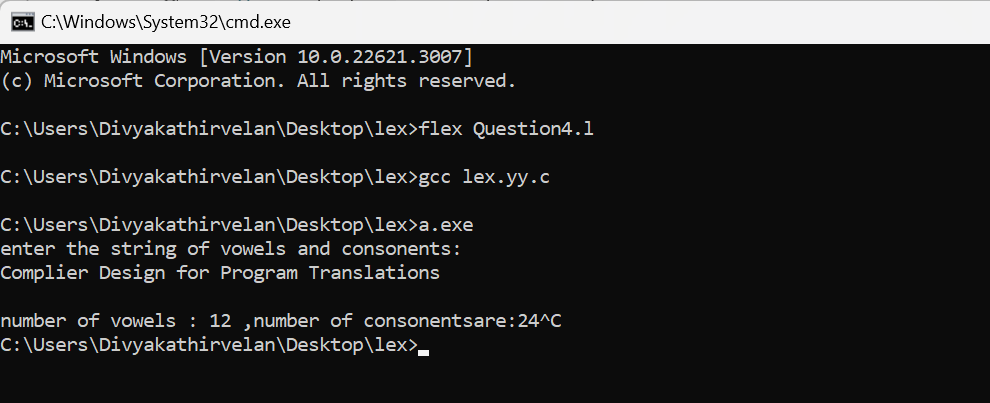 C:\Windows\System32\cmd.exe
Microsoft Windows [Version 10.0.22621.3007]
(c) Microsoft Corporation. All rights reserved.
C:\Users\Divyakathirvelan\Desktop\lex>flex Question4.l
C:\Users\Divyakathirvelan\Desktop\lex>gcc lex.yy.c
C:\Users\Divyakathirvelan\Desktop\lex>a.exe
enter the string of vowels and consonents:
Complier Design for Program Translations
number of vowels : 12 ,number of consonentsare:24^C
C:\Users\Divyakathirvelan\Desktop\lex>